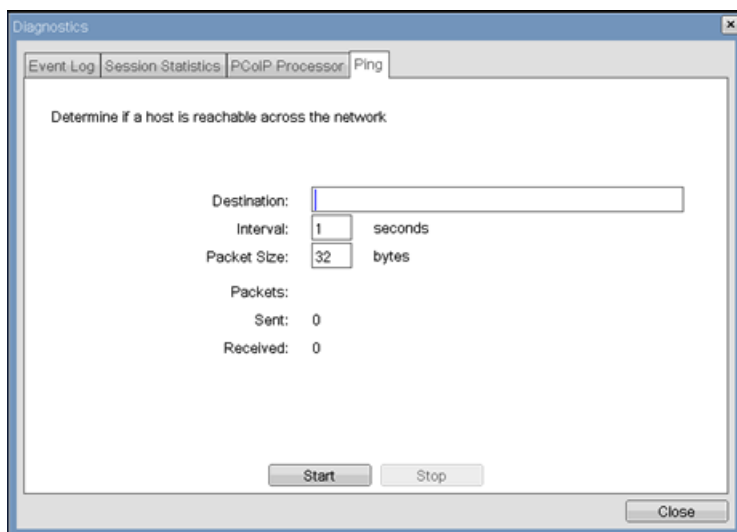 Diagnostics
Event Log Session Statistics PCoIP Processor Ping
Determine if a host is reachable across the network
Destination:
Interval: 1 seconds
Packet Size: 32 bytes
Packets:
Sent: 0
Received: 0
Start Stop
Close